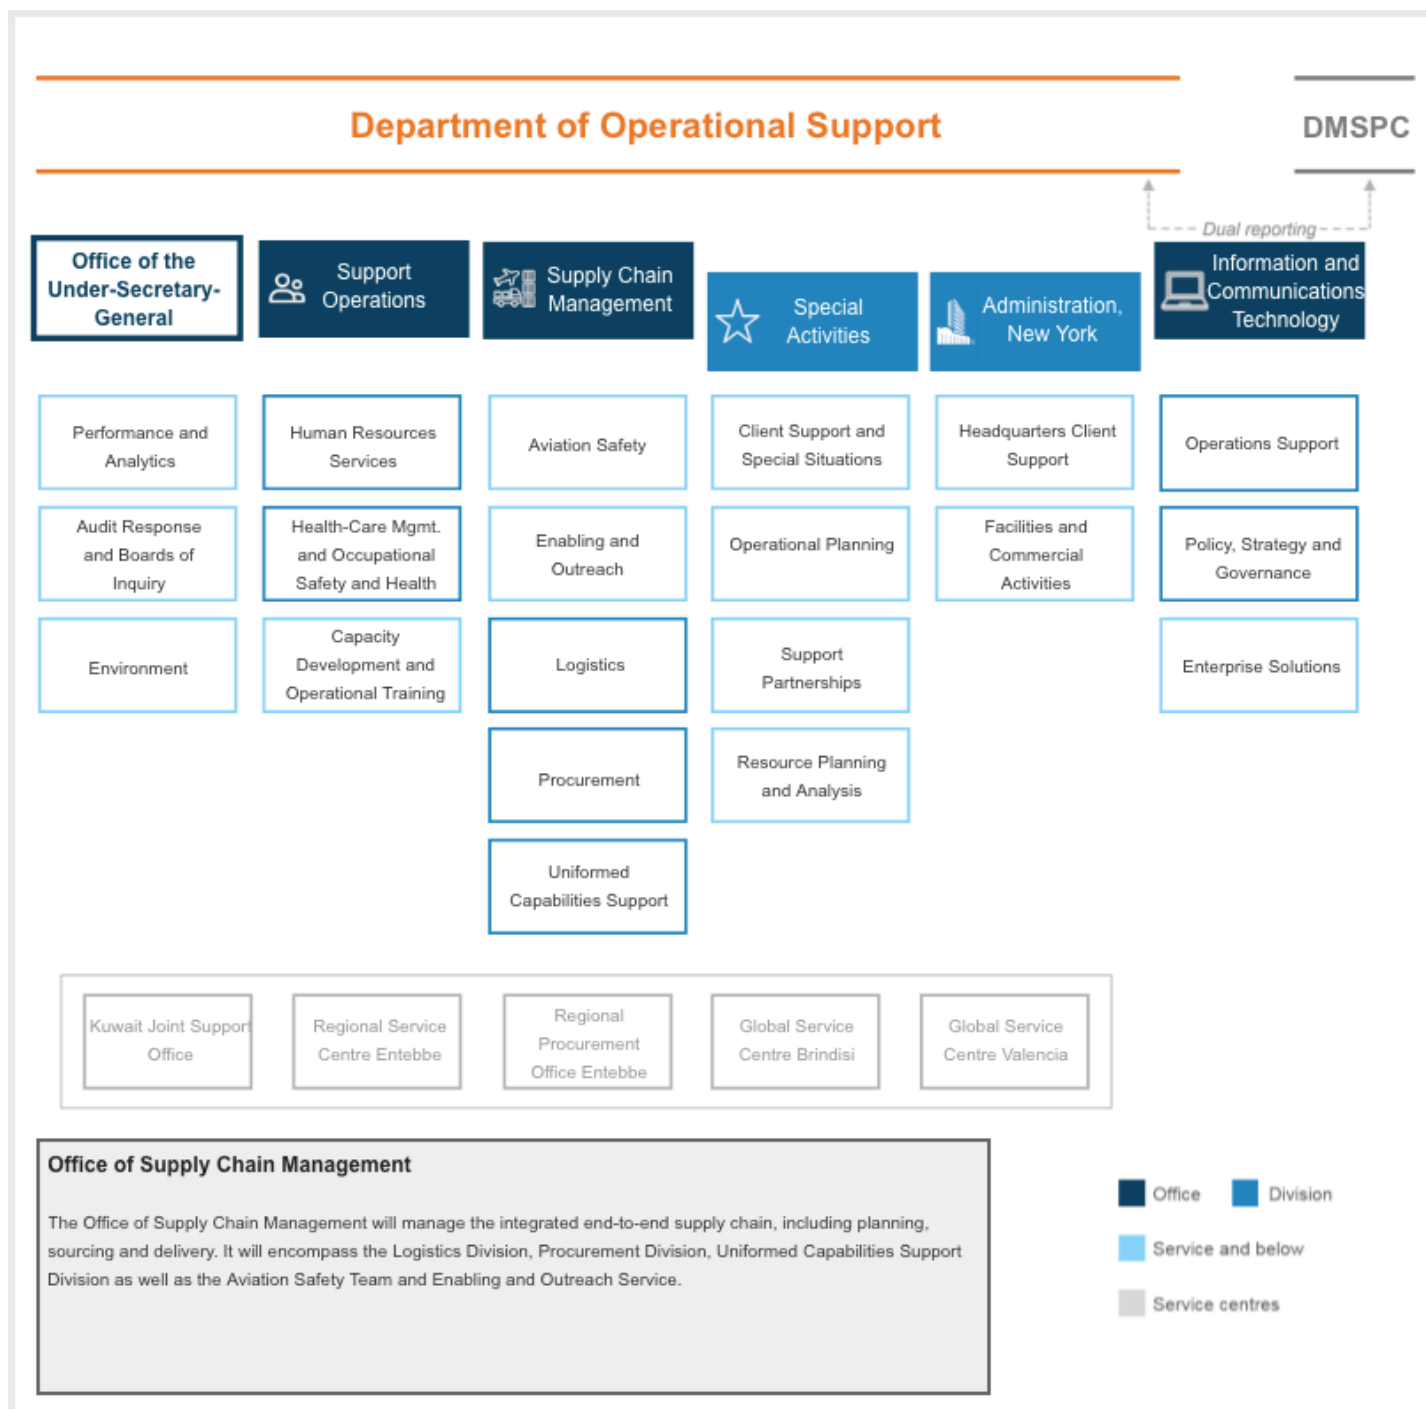 Department of Operational Support
DMSPC
Dual reporting
Office of the
Under-Secretary-
General
Support
Operations
Supply Chain
Management
Special
Activities
Administration,
New York
Information and
Communications
Technology
Performance and
Analytics
Audit Response
and Boards of
Inquiry
Environment
Human Resources
Services
Health-Care Mgmt.
and Occupational
Safety and Health
Capacity
Development and
Operational Training
Aviation Safety
Enabling and
Outreach
Logistics
Procurement
Uniformed
Capabilities Support
Client Support and
Special Situations
Operational Planning
Support
Partnerships
Resource Planning
and Analysis
Headquarters Client
Support
Facilities and
Commercial
Activities
Operations Support
Policy, Strategy and
Governance
Enterprise Solutions
Kuwait Joint Support
Office
Regional Service
Centre Entebbe
Regional
Procurement
Office Entebbe
Global Service
Centre Brindisi
Global Service
Centre Valencia
Office of Supply Chain Management
The Office of Supply Chain Management will manage the integrated end-to-end supply chain, including planning,
sourcing and delivery. It will encompass the Logistics Division, Procurement Division, Uniformed Capabilities Support
Division as well as the Aviation Safety Team and Enabling and Outreach Service.
Office
Division
Service and below
Service centres